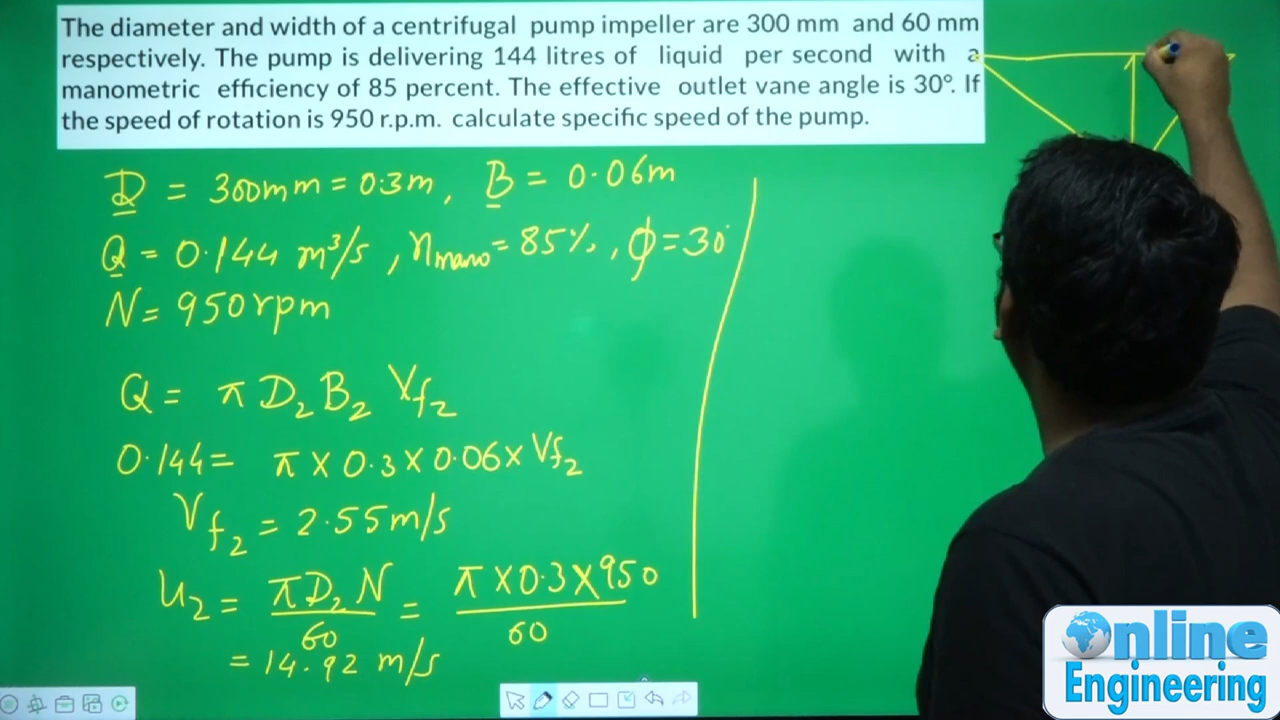 The diameter and width of a centrifugal pump impeller are 300 mm and 60 mm
respectively. The pump is delivering 144 litres of liquid per second with a
manometric efficiency of 85 percent. The effective outlet vane angle is 30°. If
the speed of rotation is 950 r.p.m. calculate specific speed of the pump.
D = 300mm = 0.3m, B = 0.06m
Q = 0.144 m³/s, ηmano = 85%, ϕ = 30°
N = 950 rpm
Q = π D₂ B₂ Vf₂
0.144 = π × 0.3 × 0.06 × Vf₂
Vf₂ = 2.55 m/s
u₂ = πD₂N/60 = π × 0.3 × 950/60
= 14.92 m/s
Online
Engineering